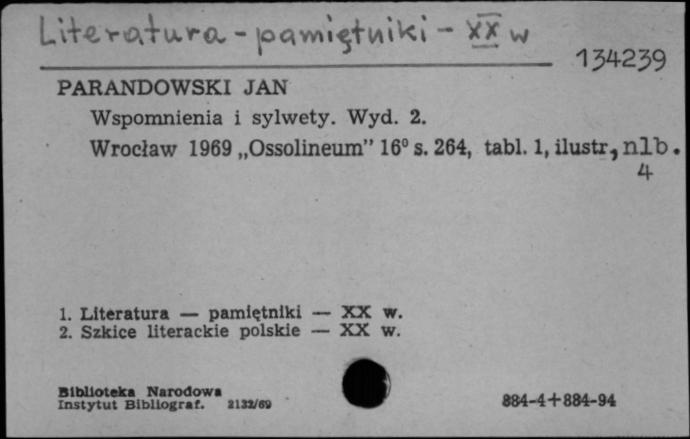 Literatura - pamiętniki - XX w
134239
PARANDOWSKI JAN
Wspomnienia i sylwety. Wyd. 2.
Wrocław 1969 „Ossolineum” 16° s. 264, tabl. 1, ilustr, nlb.
4
1. Literatura — pamiętniki — XX w.
2. Szkice literackie polskie — XX w.
Biblioteka Narodowa
Instytut Bibliograf. 2132/69
884-4+884-94